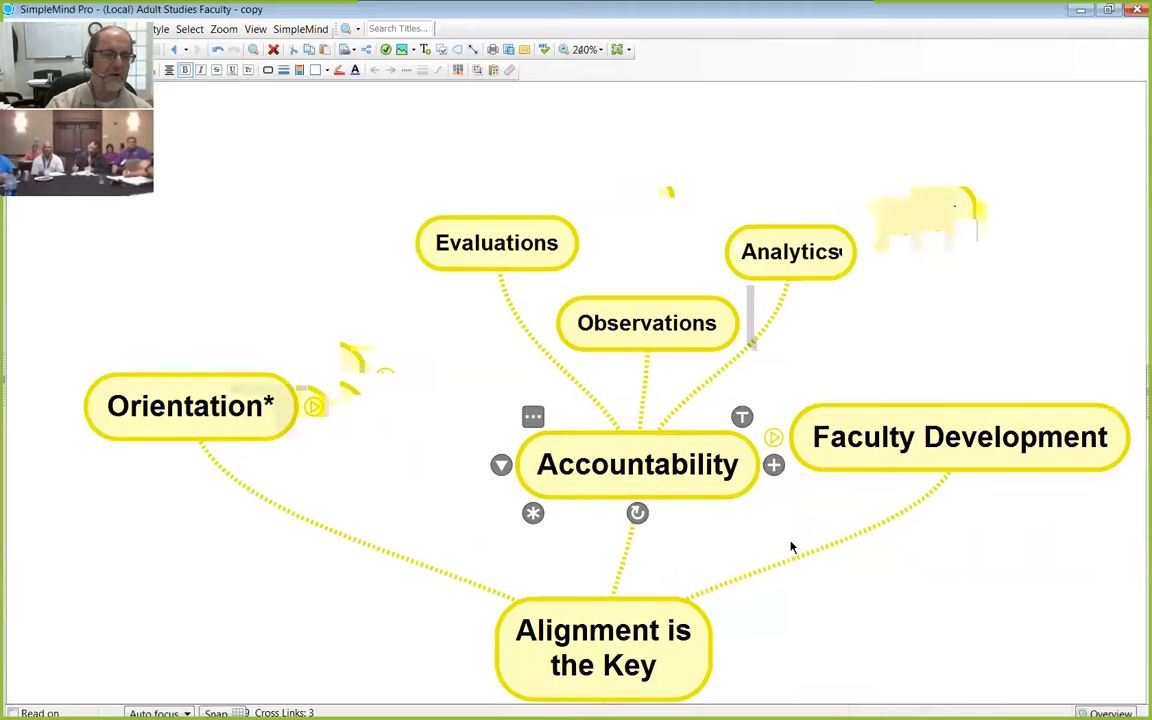 SimpleMind Pro - (Local) Adult Studies Faculty - copy
tyle Select Zoom View SimpleMind Search Titles...
240%
B I S U T A
Evaluations
Analytics
Observations
Orientation*
Faculty Development
T
Accountability
Alignment is
the Key
Read on Auto focus Snap 9 Cross Links: 3 Overview